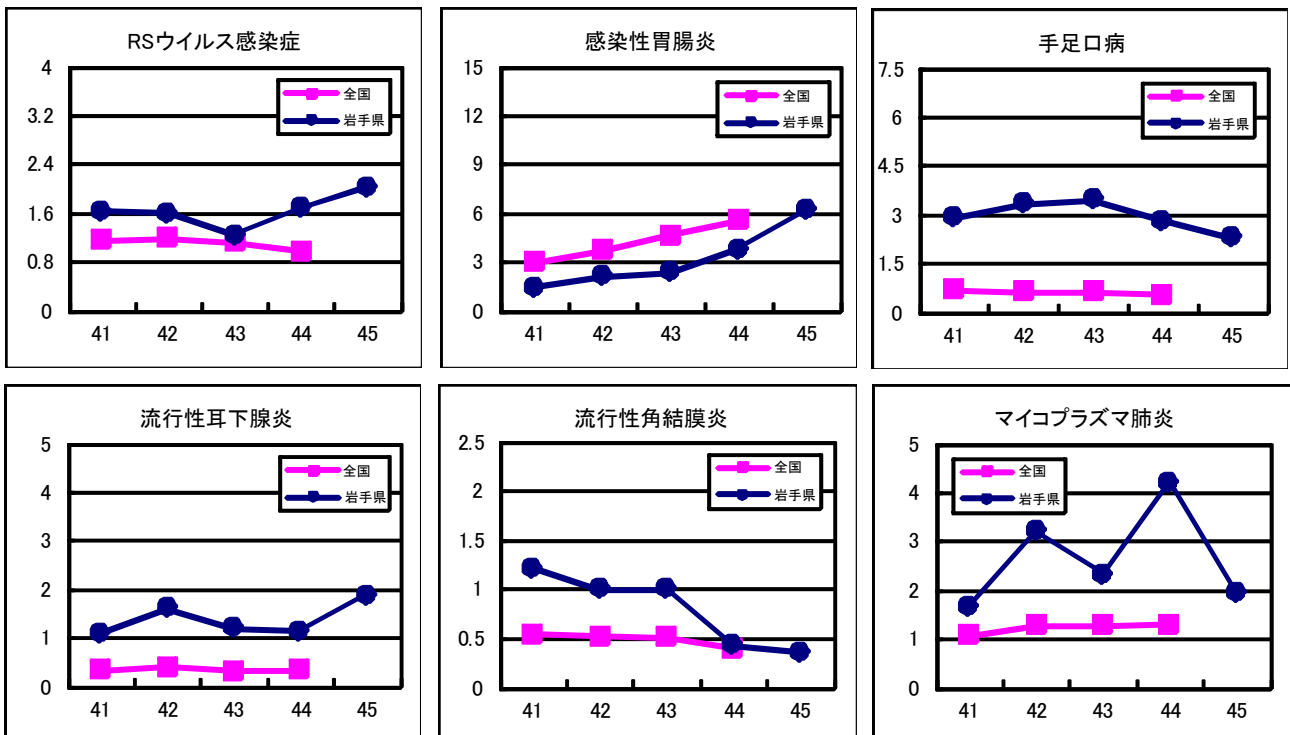 RSウイルス感染症
4
3.2
2.4
1.6
0.8
0
41 42 43 44 45
全国
岩手県
感染性胃腸炎
15
12
9
6
3
0
41 42 43 44 45
全国
岩手県
手足口病
7.5
6
4.5
3
1.5
0
41 42 43 44 45
全国
岩手県
流行性耳下腺炎
5
4
3
2
1
0
41 42 43 44 45
全国
岩手県
流行性角結膜炎
2.5
2
1.5
1
0.5
0
41 42 43 44 45
全国
岩手県
マイコプラズマ肺炎
5
4
3
2
1
0
41 42 43 44 45
全国
岩手県